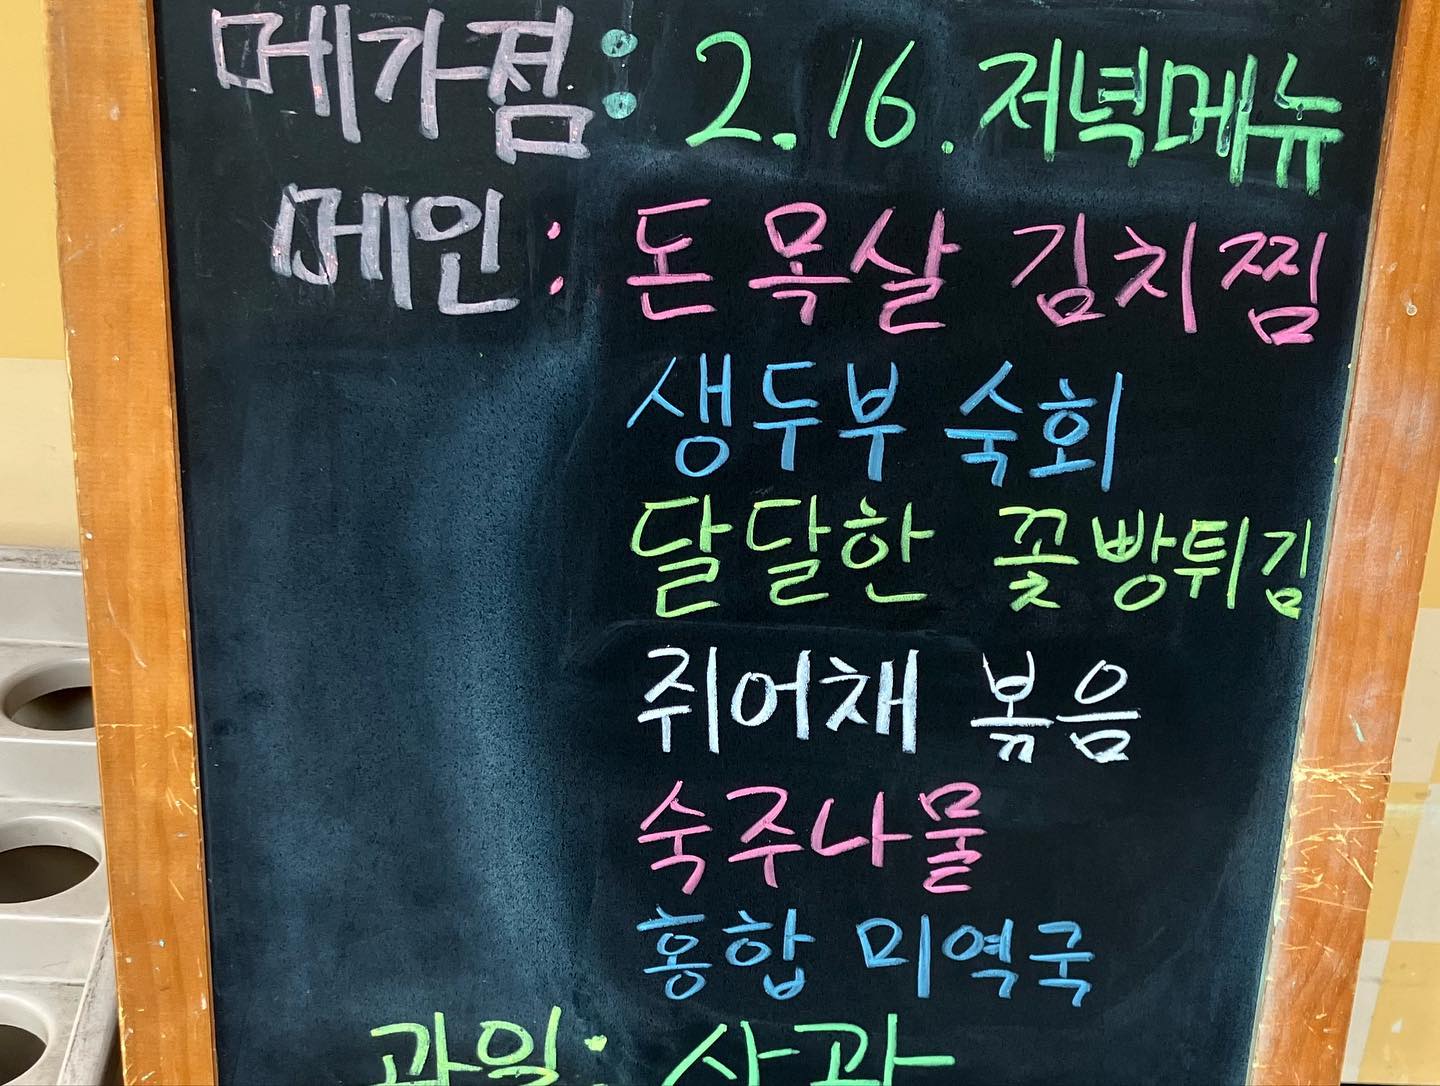 메가점: 2.16. 저녁메뉴
메인: 돈 목살 김치찜
생두부 숙회
달달한 꽃빵튀김
쥐어채 볶음
숙주나물
홍합 미역국
과일: 사과